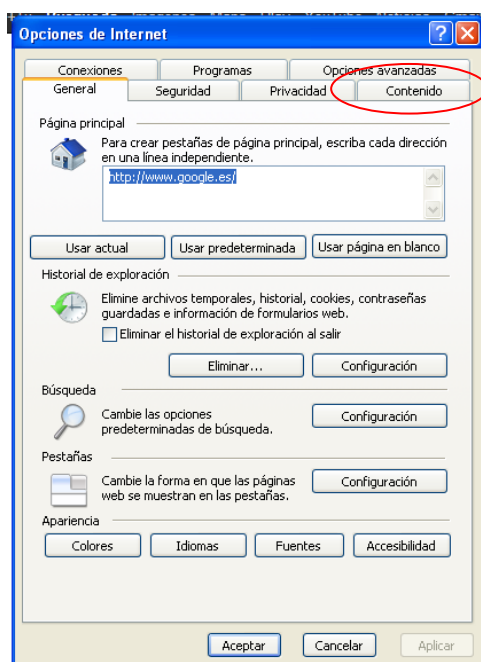 Opciones de Internet
Conexiones Programas Opciones avanzadas
General Seguridad Privacidad Contenido
Página principal
Para crear pestañas de página principal, escriba cada dirección
en una línea independiente.
http://www.google.es/
Usar actual Usar predeterminada Usar página en blanco
Historial de exploración
Elimine archivos temporales, historial, cookies, contraseñas
guardadas e información de formularios web.
Eliminar el historial de exploración al salir
Eliminar... Configuración
Búsqueda
Cambie las opciones
predeterminadas de búsqueda.
Configuración
Pestañas
Cambie la forma en que las páginas
web se muestran en las pestañas.
Configuración
Apariencia
Colores Idiomas Fuentes Accesibilidad
Aceptar Cancelar Aplicar